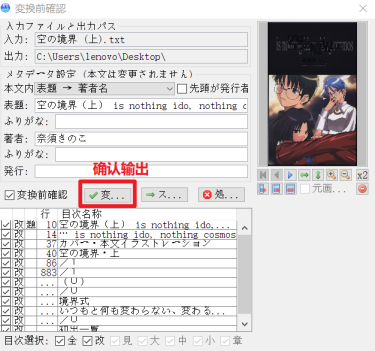 変換前確認
入力ファイルと出力パス
入力: 空の境界 (上).txt
出力: C:\Users\lenovo\Desktop\
メタデータ設定 (本文は変更されません)
本文内 表題 → 著者名 先頭が発行者
表題: 空の境界 (上) is nothing ido, nothing c
ふりがな:
著者: 奈須きのこ
ふりがな:
発行:
确认输出
変換前確認 変... ス... 処...
元画... x2
行 目次名称
改 題 10 空の境界(上) is nothing ido,...
改 14 … is nothing ido, nothing cosmos
改 37 カバー・本文イラストレーション
改 40 空の境界・上
改 86 ／1
改 883 ／1
改 ... (U)
改 ... ／U
改 ... 境界式
改 ... いつもと何も変わらない、変わる...
改 ... ／U
改 ... 初出一覧
目次選択: 全 改 見 大 中 小 章